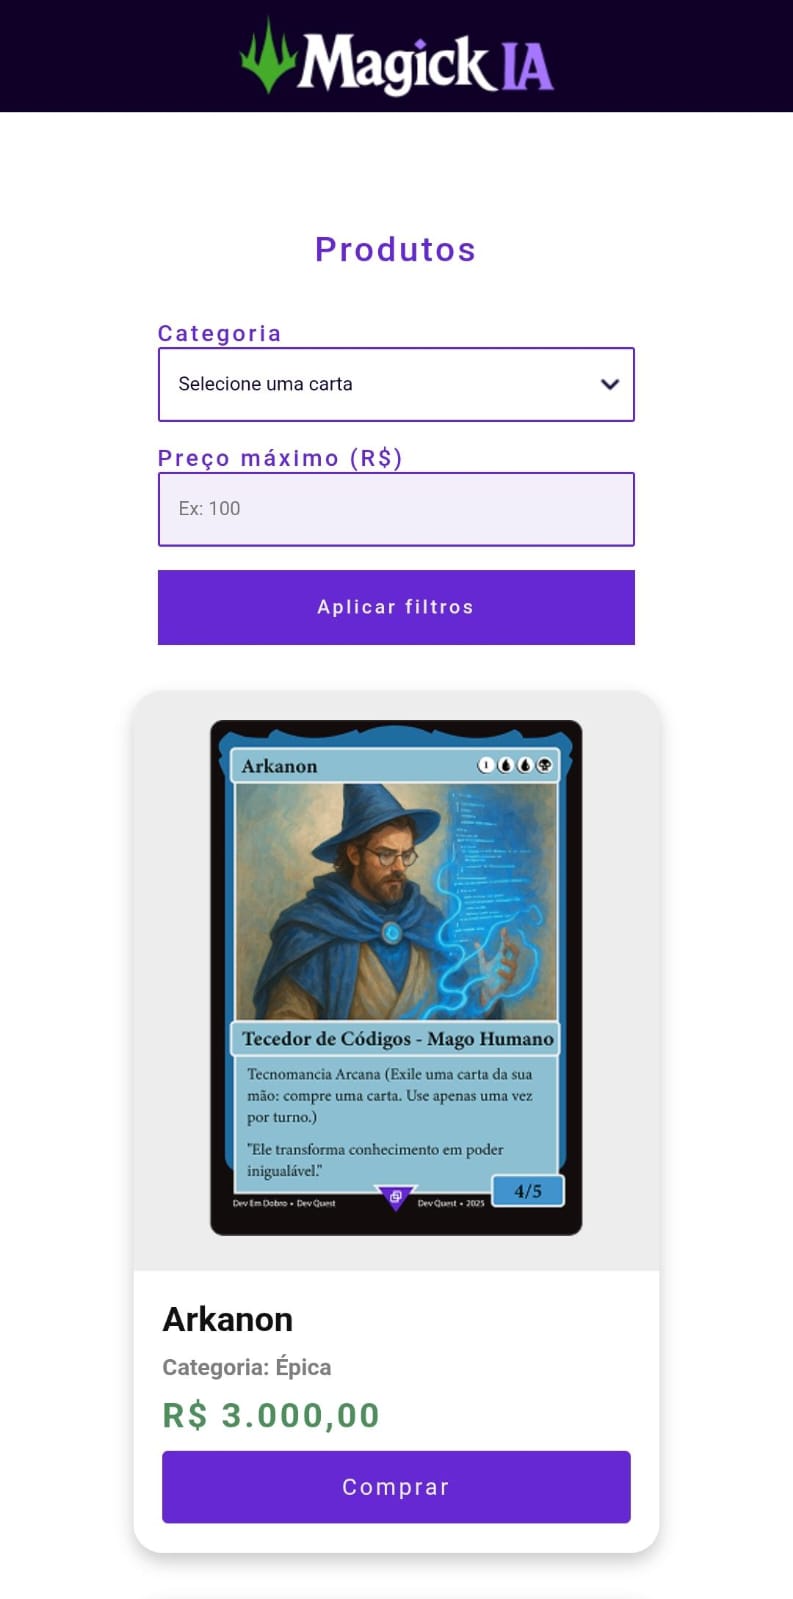 Magick IA
Produtos
Categoria
Selecione uma carta
Preço máximo (R$)
Ex: 100
Aplicar filtros
Arkanon
1
Tecedor de Códigos - Mago Humano
Tecnomancia Arcana (Exile uma carta da sua
mão: compre uma carta. Use apenas uma vez
por turno.)
"Ele transforma conhecimento em poder
inigualável."
4/5
Dev Em Dobro • Dev Quest
Dev Quest • 2025
Arkanon
Categoria: Épica
R$ 3.000,00
Comprar